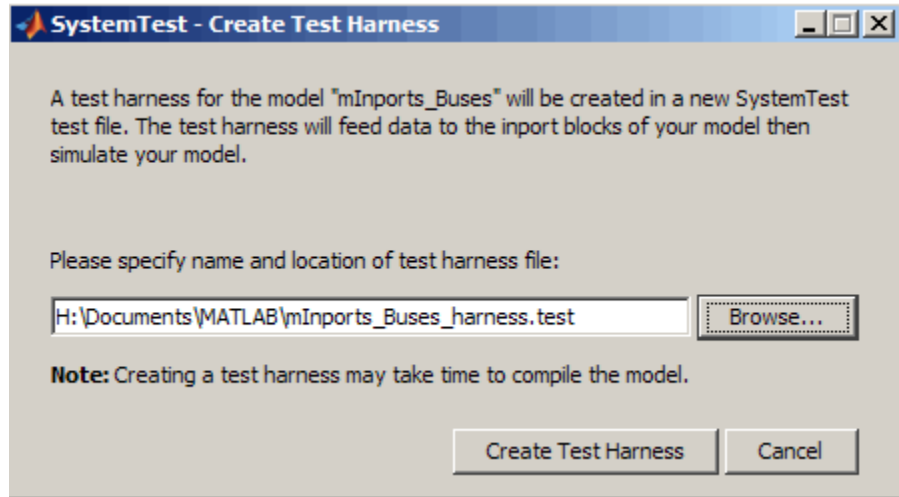 SystemTest - Create Test Harness
A test harness for the model "mInports_Buses" will be created in a new SystemTest
test file. The test harness will feed data to the inport blocks of your model then
simulate your model.
Please specify name and location of test harness file:
H:\Documents\MATLAB\mInports_Buses_harness.test
Browse...
Note: Creating a test harness may take time to compile the model.
Create Test Harness
Cancel